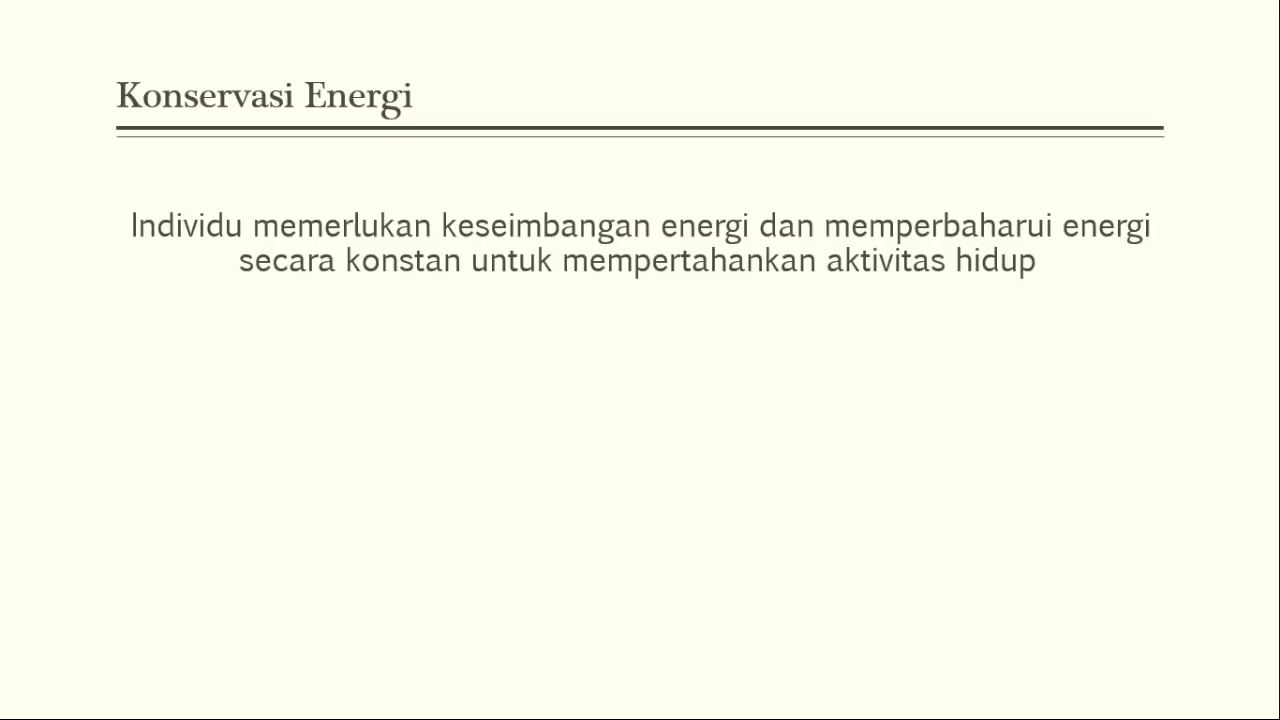 Konservasi Energi
Individu memerlukan keseimbangan energi dan memperbaharui energi
secara konstan untuk mempertahankan aktivitas hidup